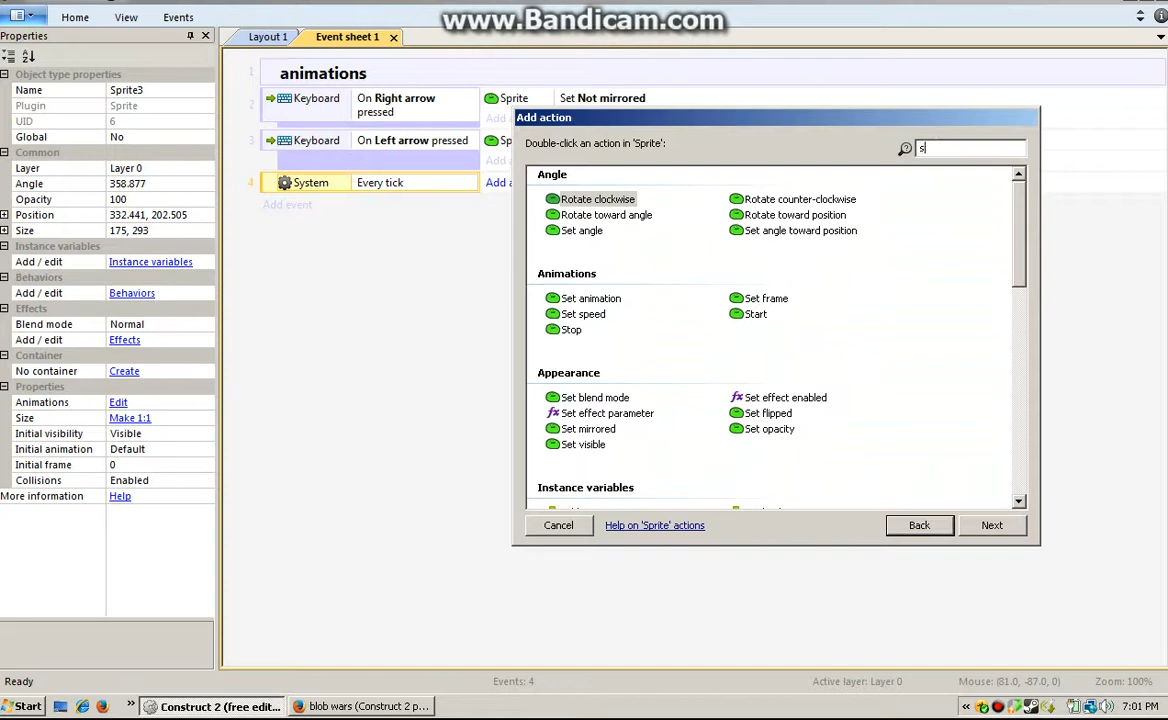 www.Bandicam.com
Home View Events
Properties
Layout 1 Event sheet 1
Object type properties
Name Sprite3
Plugin Sprite
UID 6
Global No
Common
Layer Layer 0
Angle 358.877
Opacity 100
Position 332.441, 202.505
Size 175, 293
Instance variables
Add / edit Instance variables
Behaviors
Add / edit Behaviors
Effects
Blend mode Normal
Add / edit Effects
Container
No container Create
Properties
Animations Edit
Size Make 1:1
Initial visibility Visible
Initial animation Default
Initial frame 0
Collisions Enabled
More information Help
1 animations
2 Keyboard On Right arrow pressed Sprite Set Not mirrored
Add a
3 Keyboard On Left arrow pressed Sp
Add a
4 System Every tick Add a
Add event
Add action
Double-click an action in 'Sprite': s
Angle
Rotate clockwise Rotate counter-clockwise
Rotate toward angle Rotate toward position
Set angle Set angle toward position
Animations
Set animation Set frame
Set speed Start
Stop
Appearance
Set blend mode Set effect enabled
Set effect parameter Set flipped
Set mirrored Set opacity
Set visible
Instance variables
Cancel Help on 'Sprite' actions Back Next
Ready Events: 4 Active layer: Layer 0 Mouse: (81.0, -87.0, 0) Zoom: 100%
Start Construct 2 (free edit... blob wars (Construct 2 p... 7:01 PM